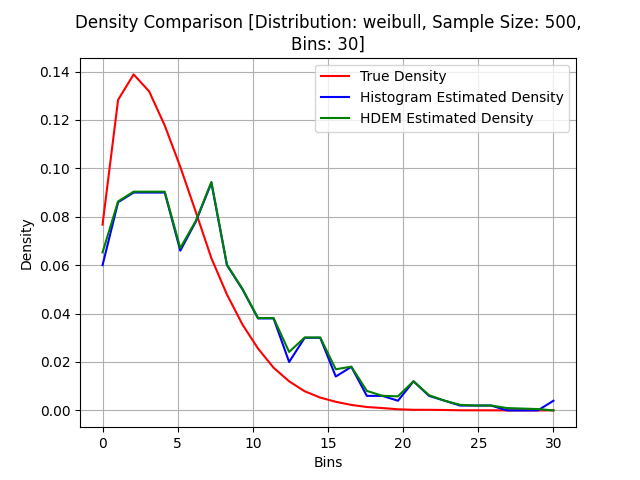 Density Comparison [Distribution: weibull, Sample Size: 500,
Bins: 30]
True Density
Histogram Estimated Density
HDEM Estimated Density
Density
0.14
0.12
0.10
0.08
0.06
0.04
0.02
0.00
0 5 10 15 20 25 30
Bins